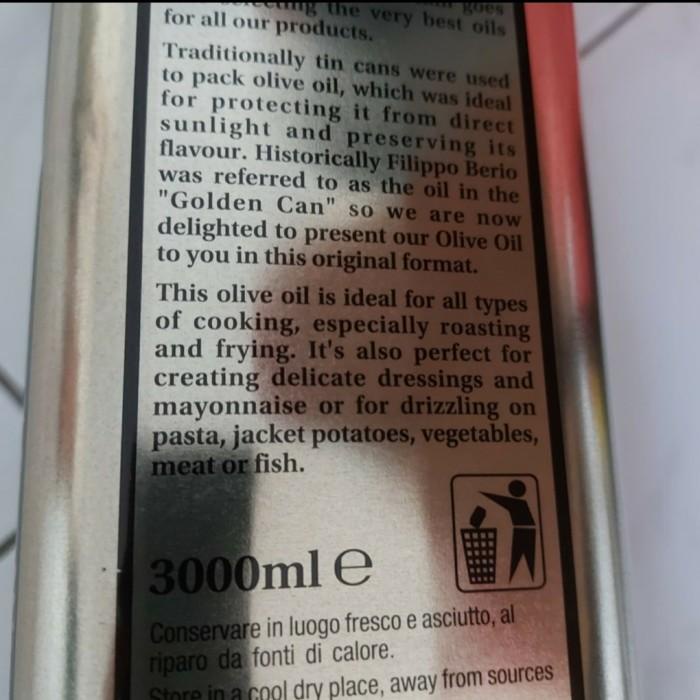 the very best oils
for all our products.
Traditionally tin cans were used
to pack olive oil, which was ideal
for protecting it from direct
sunlight and preserving its
flavour. Historically Filippo Berio
was referred to as the oil in the
"Golden Can" so we are now
delighted to present our Olive Oil
to you in this original format.
This olive oil is ideal for all types
of cooking, especially roasting
and frying. It's also perfect for
creating delicate dressings and
mayonnaise or for drizzling on
pasta, jacket potatoes, vegetables,
meat or fish.
3000ml e
Conservare in luogo fresco e asciutto, al
riparo da fonti di calore.
Store in a cool dry place, away from sources